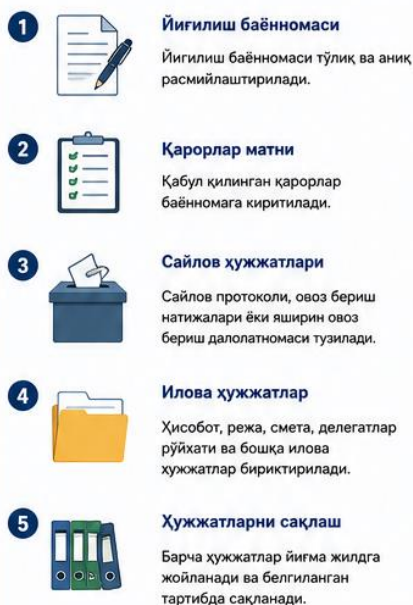 1
Йиғилиш баённомаси
Йигилиш баённомаси тўлиқ ва аниқ
расмийлаштирилади.
2
Қарорлар матни
Қабул қилинган қарорлар
баённомага киритилади.
3
Сайлов ҳужжатлари
Сайлов протоколи, овоз бериш
натижалари ёки яширин овоз
бериш далолатномаси тузилади.
4
Илова ҳужжатлар
Ҳисобот, режа, смета, делегатлар
рўйхати ва бошқа илова
ҳужжатлар бириктирилади.
5
Ҳужжатларни сақлаш
Барча ҳужжатлар йиғма жилдга
жойланади ва белгиланган
тартибда сақланади.